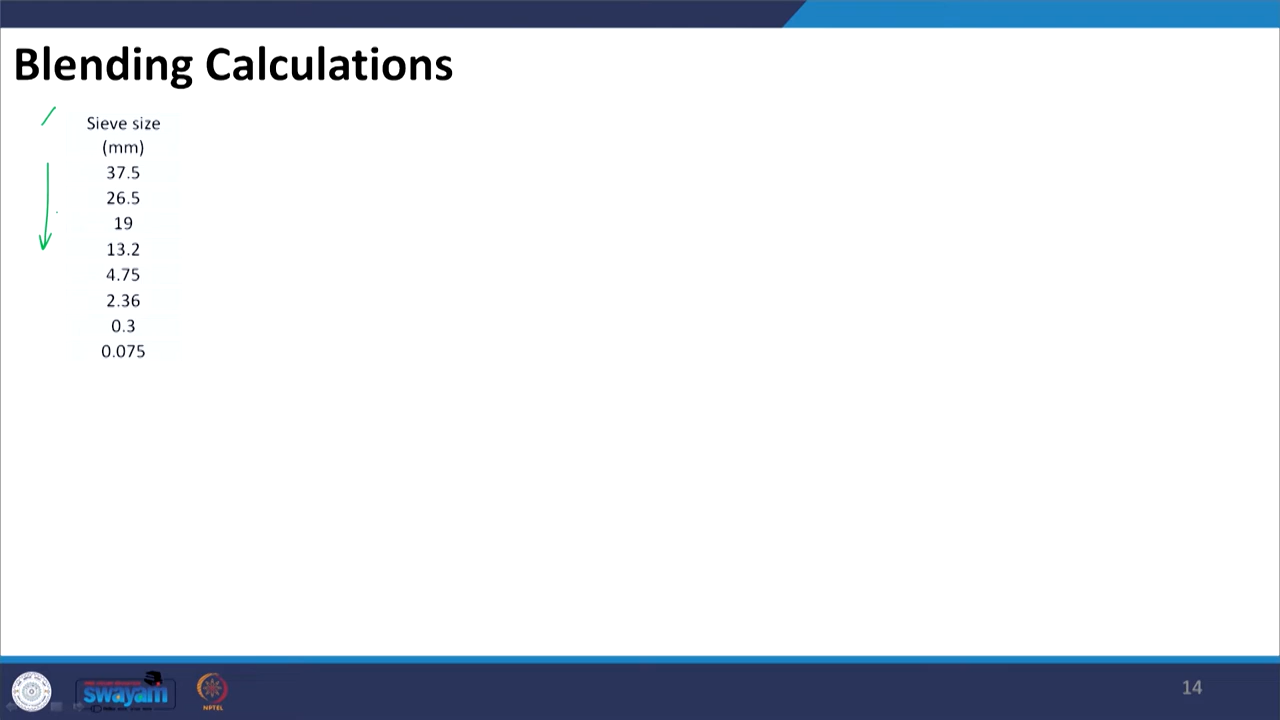 Blending Calculations
Sieve size
(mm)
37.5
26.5
19
13.2
4.75
2.36
0.3
0.075
swayam
NPTEL
14